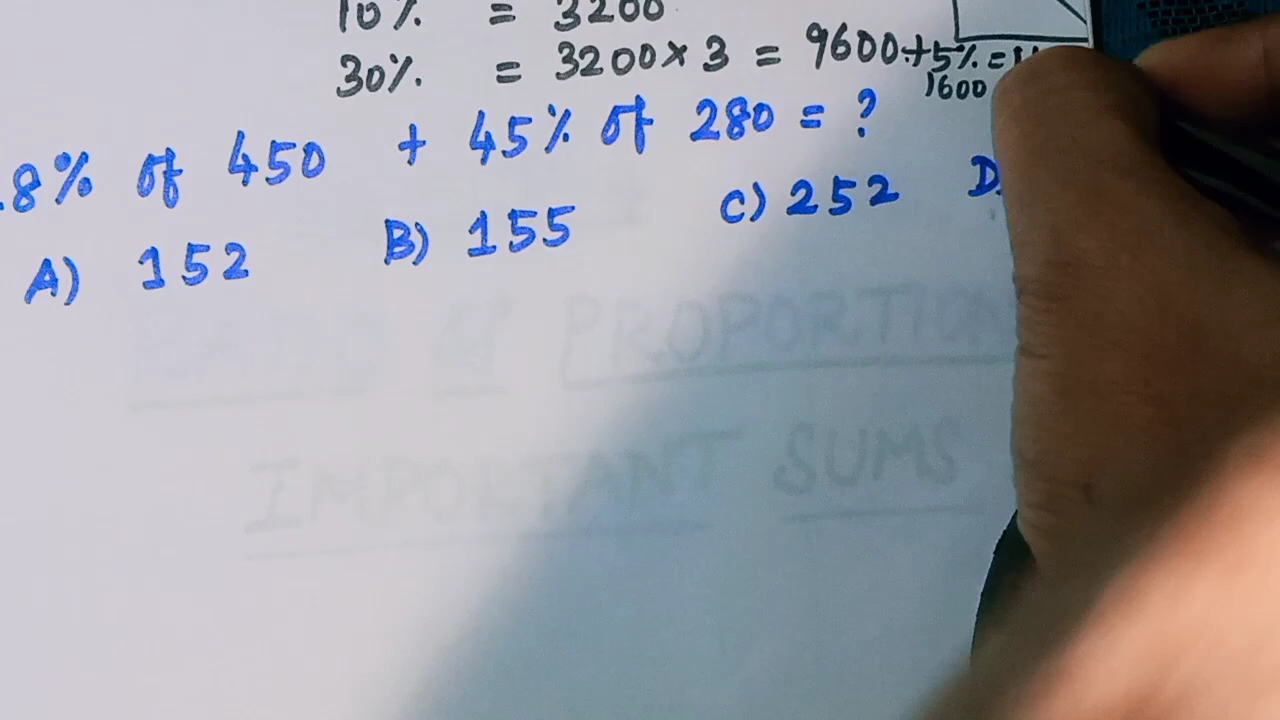 10% = 3200
30% = 3200 × 3 = 9600 + 5% =
1600
.8% of 450 + 45% of 280 = ?
A) 152 B) 155 C) 252 D
RATIO & PROPORTION
IMPORTANT SUMS